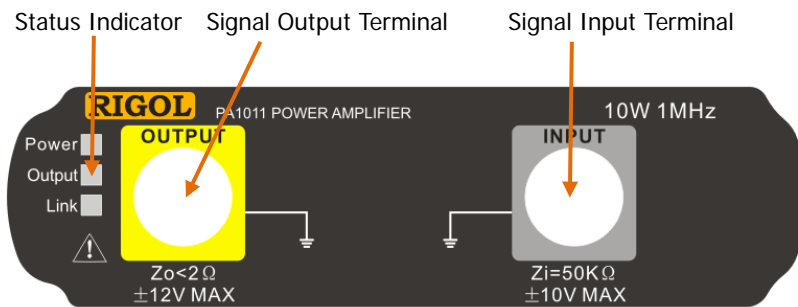 Status Indicator Signal Output Terminal Signal Input Terminal
RIGOL PA1011 POWER AMPLIFIER 10W 1MHz
Power OUTPUT INPUT
Output
Link
Zo<2Ω Zi=50KΩ
±12V MAX ±10V MAX